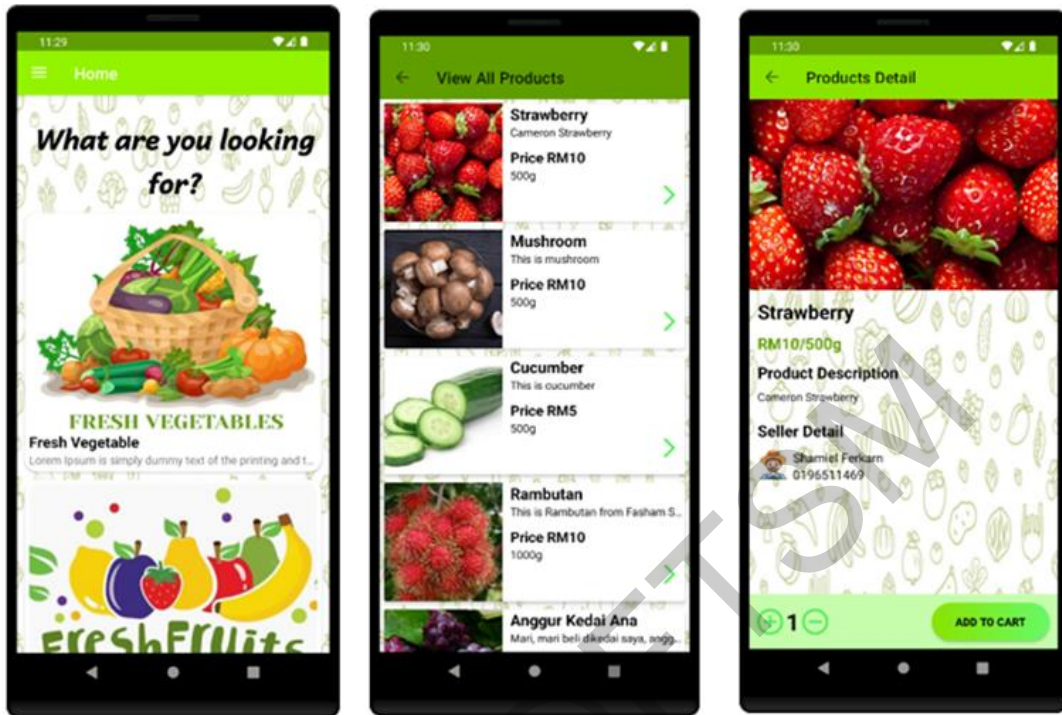 11:29
Home
What are you looking
for?
FRESH VEGETABLES
Fresh Vegetable
Lorem Ipsum is simply dummy text of the printing and t...
FreshFruits
11:30
View All Products
Strawberry
Cameron Strawberry
Price RM10
500g
Mushroom
This is mushroom
Price RM10
500g
Cucumber
This is cucumber
Price RM5
500g
Rambutan
This is Rambutan from Fasham S...
Price RM10
1000g
Anggur Kedai Ana
Mari, mari beli dikedai saya, angg...
11:30
Products Detail
Strawberry
RM10/500g
Product Description
Cameron Strawberry
Seller Detail
Shamiel Ferkarn
0196511469
1
ADD TO CART
FTSM